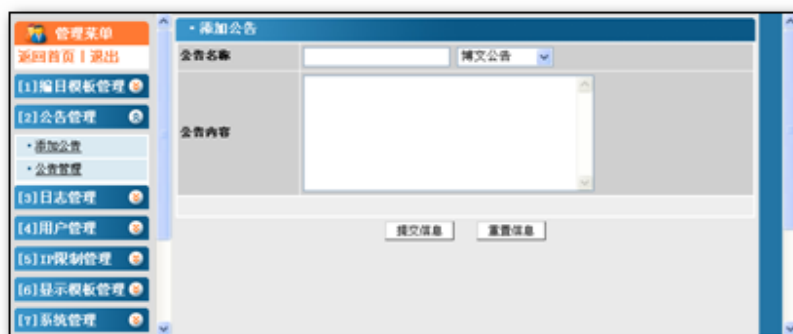 管理菜单
返回首页 | 退出
[1]编目模板管理
[2]公告管理
·添加公告
·公告管理
[3]日志管理
[4]用户管理
[5]IP限制管理
[6]显示模板管理
[7]系统管理
·添加公告
公告名称
博文公告
公告内容
提交信息
重置信息